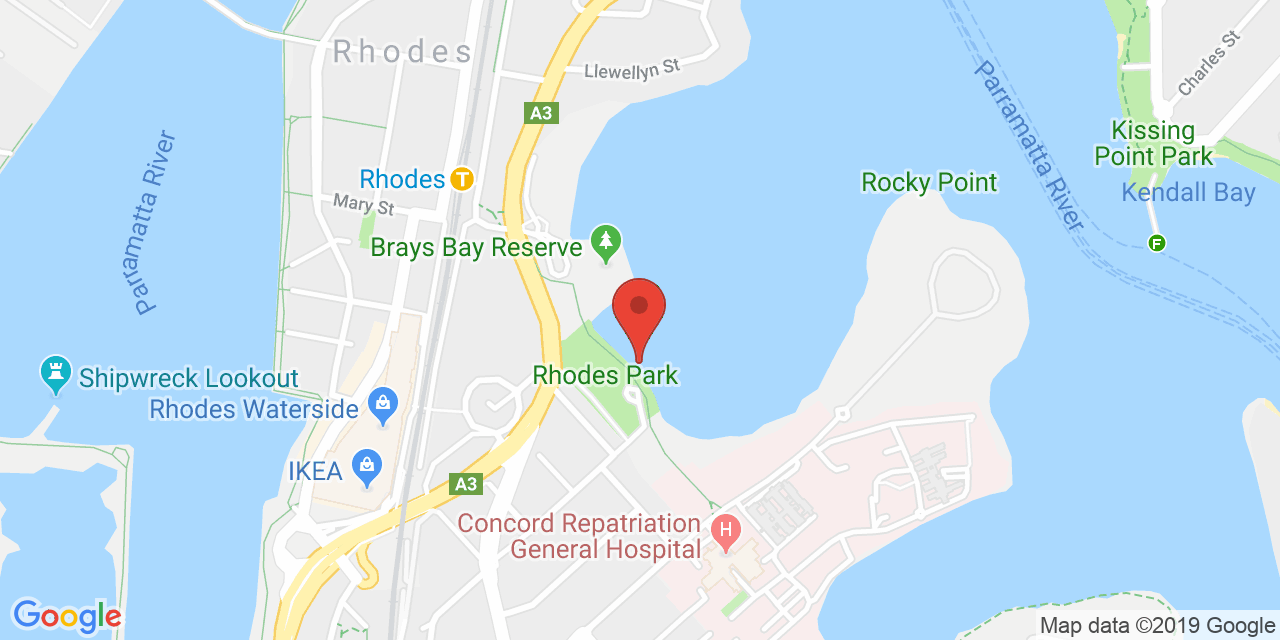 Rhodes
Llewellyn St
A3
Charles St
Parramatta River
Kissing
Point Park
Kendall Bay
F
Parramatta River
Rhodes
T
Mary St
Rocky Point
Brays Bay Reserve
Rhodes Park
Shipwreck Lookout
Rhodes Waterside
IKEA
A3
Concord Repatriation
General Hospital
H
Google
Map data ©2019 Google